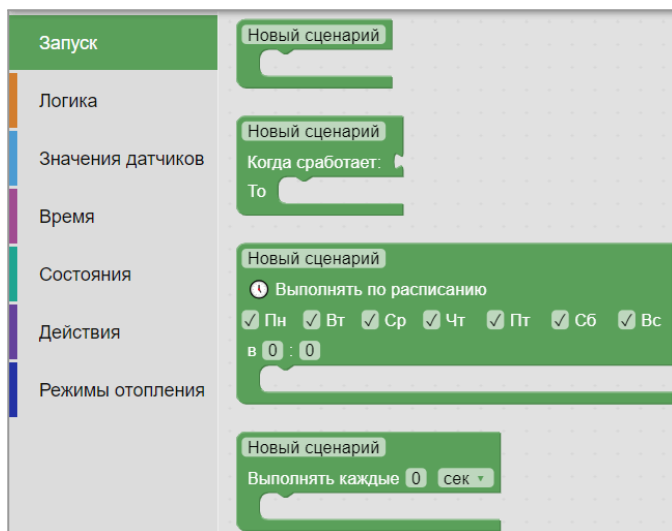 Запуск
Логика
Значения датчиков
Время
Состояния
Действия
Режимы отопления
Новый сценарий
Новый сценарий
Когда сработает:
То
Новый сценарий
Выполнять по расписанию
Пн Вт Ср Чт Пт Сб Вс
в 0 : 0
Новый сценарий
Выполнять каждые 0 сек